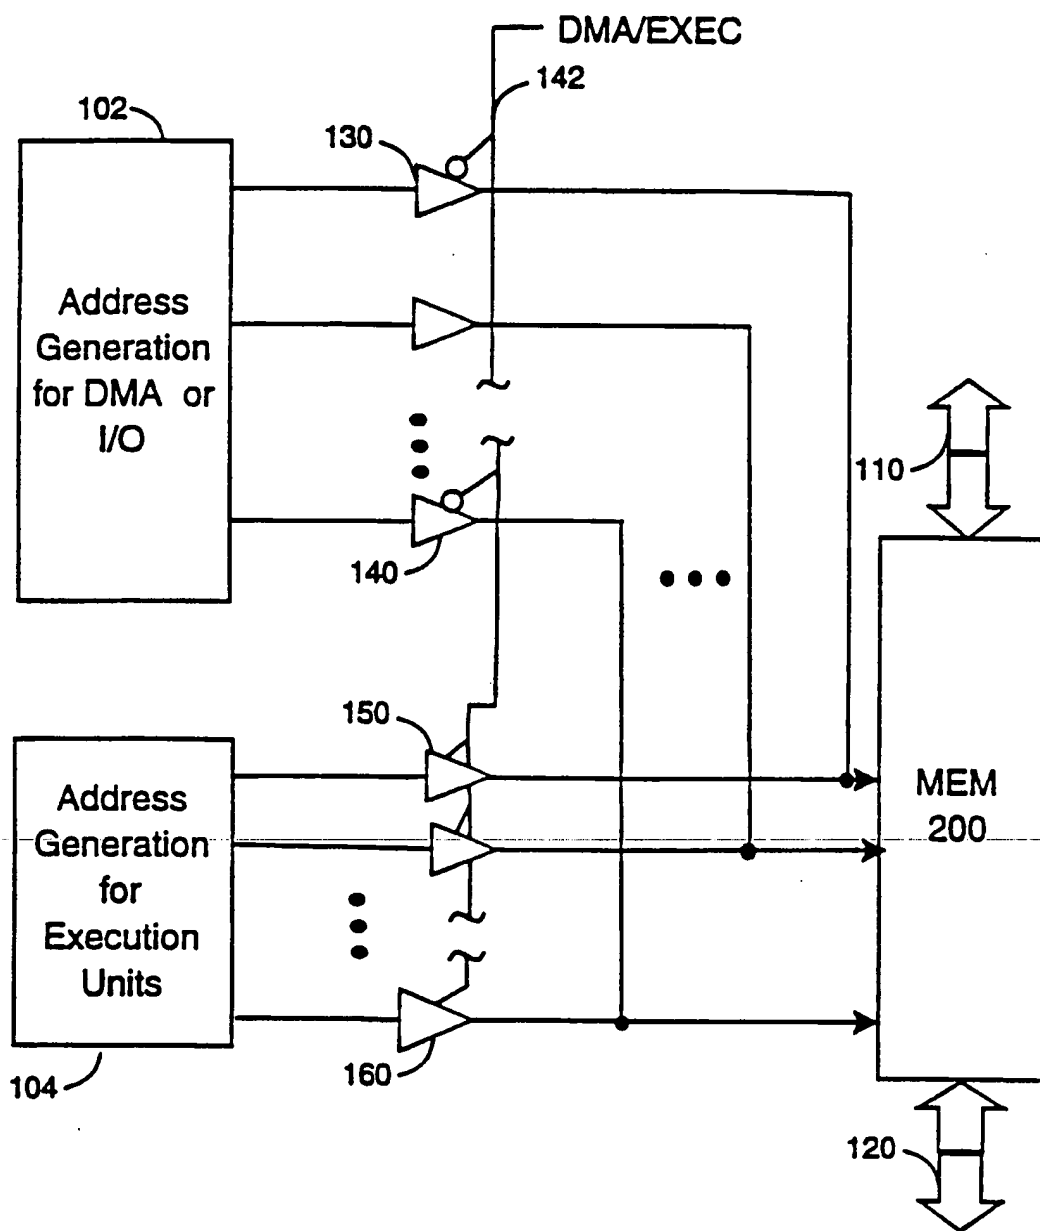 DMA/EXEC
142
102
130
Address
Generation
for DMA or
I/O
110
140
150
Address
Generation
for
Execution
Units
MEM
200
104
160
120